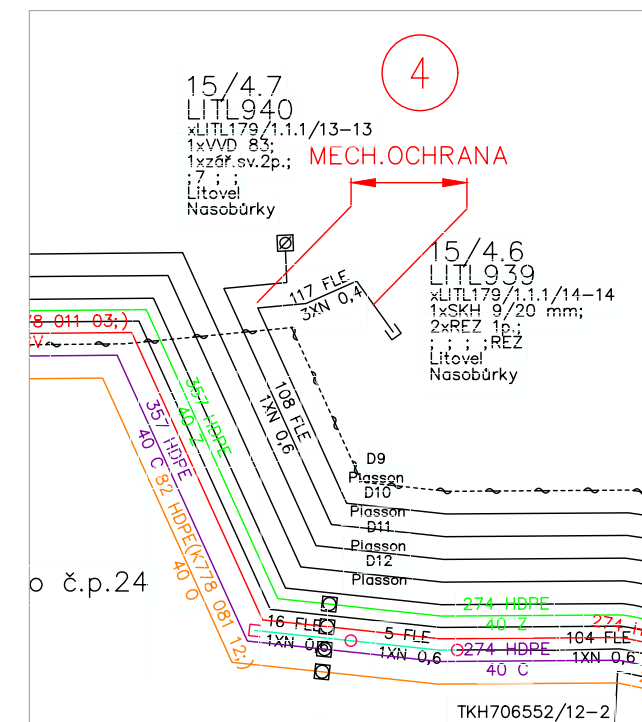 4
15/4.7
LITL940
xLITL179/1.1.1/13-13
1xVVD 83;
1xzář.sv.2p.;
;7 ; ;
Litovel
Nasobůrky
MECH.OCHRANA
15/4.6
LITL939
xLITL179/1.1.1/14-14
1xSKH 9/20 mm;
2xREZ 1p.;
; ; ; ;REZ
Litovel
Nasobůrky
117 FLE
3XN 0,4
78 011 03;)
108 FLE
1XN 0,6
357 HDPE
40 Z
357 HDPE
40 C
82 HDPE(K778 081 12;)
40 O
D9
Plasson
D10
Plasson
D11
Plasson
D12
Plasson
o č.p.24
274 HDPE
40 Z
274
16 FLE
1XN 0,6
5 FLE
1XN 0,6
274 HDPE
40 C
104 FLE
1XN 0,6
TKH706552/12-2